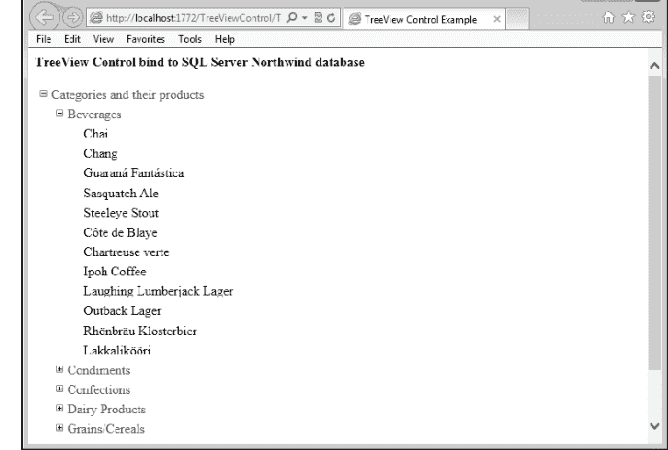 http://localhost:1772/TreeViewControl/T
TreeView Control Example
File Edit View Favorites Tools Help
TreeView Control bind to SQL Server Northwind database
Categories and their products
Beverages
Chai
Chang
Guaraná Fantástica
Sasquatch Ale
Steeleye Stout
Côte de Blaye
Chartreuse verte
Ipoh Coffee
Laughing Lumberjack Lager
Outback Lager
Rhönbräu Klosterbier
Lakkalikööri
Condiments
Confections
Dairy Products
Grains/Cereals